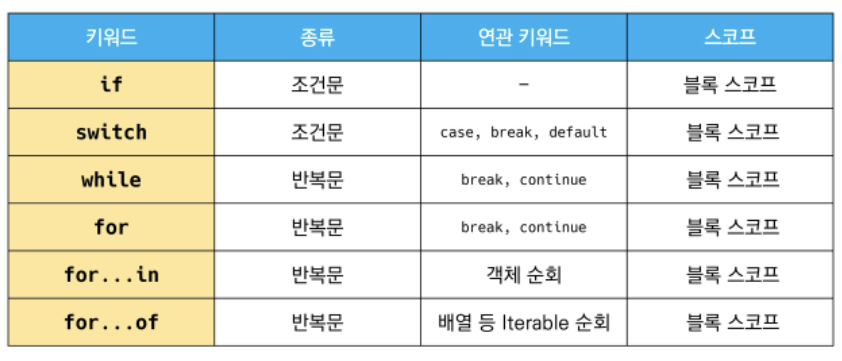 키워드 종류 연관 키워드 스코프
if 조건문 - 블록 스코프
switch 조건문 case, break, default 블록 스코프
while 반복문 break, continue 블록 스코프
for 반복문 break, continue 블록 스코프
for...in 반복문 객체 순회 블록 스코프
for...of 반복문 배열 등 Iterable 순회 블록 스코프